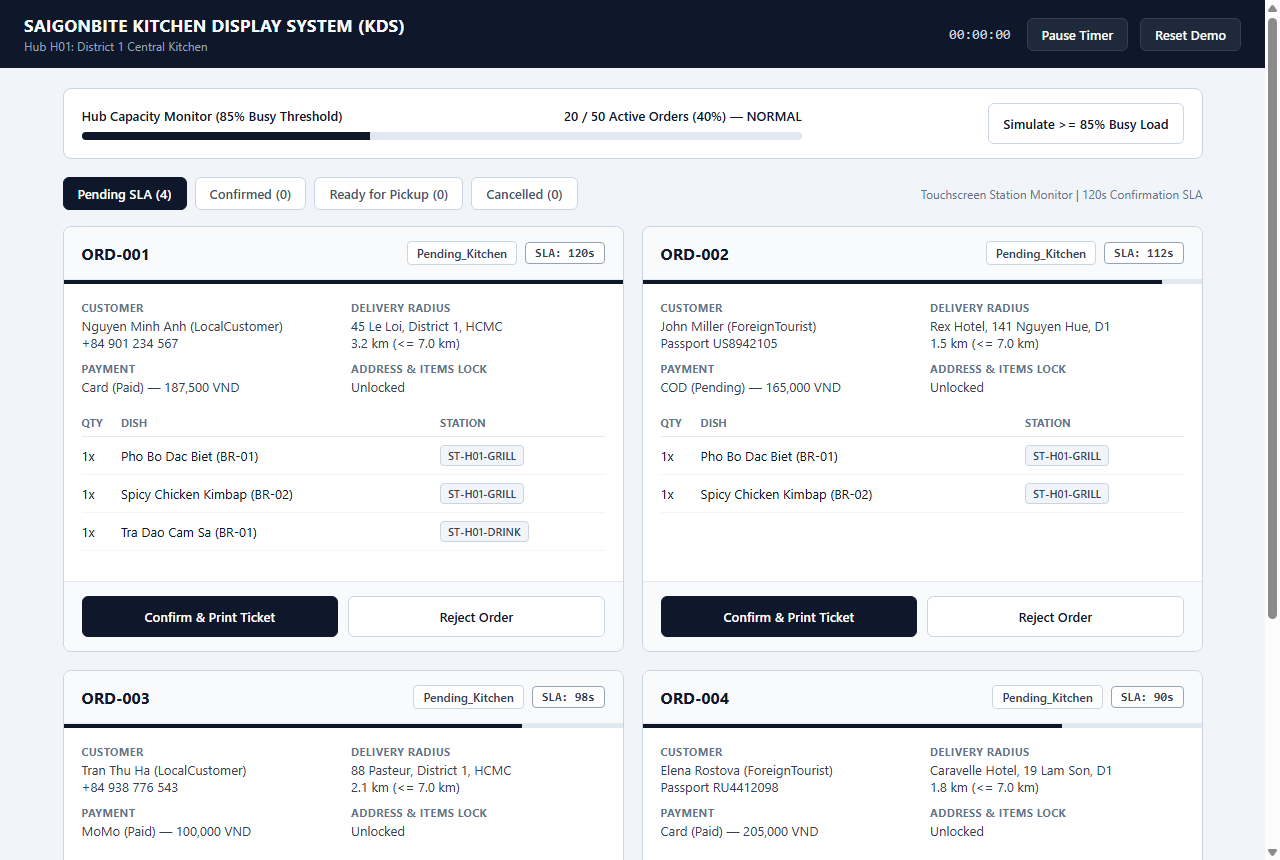 SAIGONBITE KITCHEN DISPLAY SYSTEM (KDS)
Hub H01: District 1 Central Kitchen
00:00:00
Pause Timer
Reset Demo
Hub Capacity Monitor (85% Busy Threshold)
20 / 50 Active Orders (40%) — NORMAL
Simulate >= 85% Busy Load
Pending SLA (4)
Confirmed (0)
Ready for Pickup (0)
Cancelled (0)
Touchscreen Station Monitor | 120s Confirmation SLA
ORD-001
Pending_Kitchen
SLA: 120s
CUSTOMER
Nguyen Minh Anh (LocalCustomer)
+84 901 234 567
DELIVERY RADIUS
45 Le Loi, District 1, HCMC
3.2 km (<= 7.0 km)
PAYMENT
Card (Paid) — 187,500 VND
ADDRESS & ITEMS LOCK
Unlocked
QTY DISH STATION
1x Pho Bo Dac Biet (BR-01) ST-H01-GRILL
1x Spicy Chicken Kimbap (BR-02) ST-H01-GRILL
1x Tra Dao Cam Sa (BR-01) ST-H01-DRINK
Confirm & Print Ticket
Reject Order
ORD-002
Pending_Kitchen
SLA: 112s
CUSTOMER
John Miller (ForeignTourist)
Passport US8942105
DELIVERY RADIUS
Rex Hotel, 141 Nguyen Hue, D1
1.5 km (<= 7.0 km)
PAYMENT
COD (Pending) — 165,000 VND
ADDRESS & ITEMS LOCK
Unlocked
QTY DISH STATION
1x Pho Bo Dac Biet (BR-01) ST-H01-GRILL
1x Spicy Chicken Kimbap (BR-02) ST-H01-GRILL
Confirm & Print Ticket
Reject Order
ORD-003
Pending_Kitchen
SLA: 98s
CUSTOMER
Tran Thu Ha (LocalCustomer)
+84 938 776 543
DELIVERY RADIUS
88 Pasteur, District 1, HCMC
2.1 km (<= 7.0 km)
PAYMENT
MoMo (Paid) — 100,000 VND
ADDRESS & ITEMS LOCK
Unlocked
ORD-004
Pending_Kitchen
SLA: 90s
CUSTOMER
Elena Rostova (ForeignTourist)
Passport RU4412098
DELIVERY RADIUS
Caravelle Hotel, 19 Lam Son, D1
1.8 km (<= 7.0 km)
PAYMENT
Card (Paid) — 205,000 VND
ADDRESS & ITEMS LOCK
Unlocked